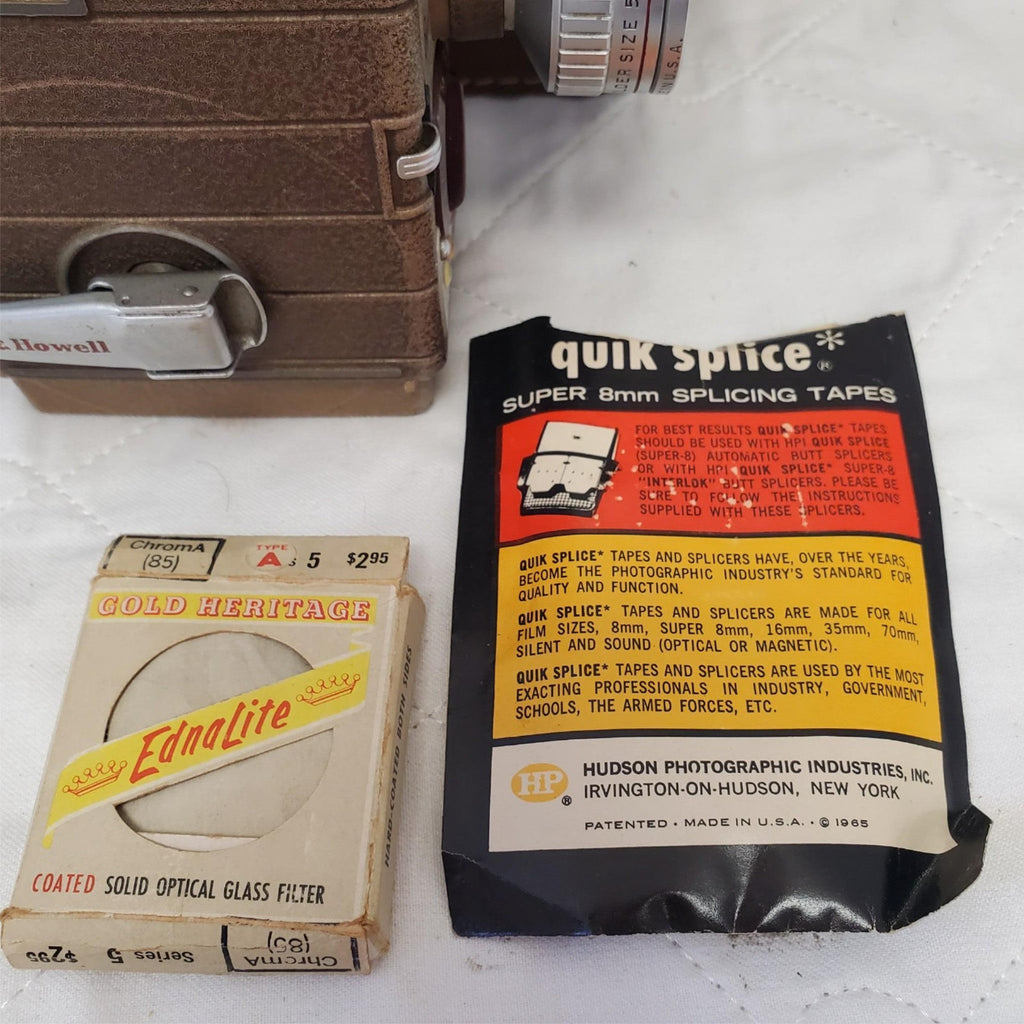 DER SIZE 5
IN U.S.A.
& Howell
quik splice*®
SUPER 8mm SPLICING TAPES
FOR BEST RESULTS QUIK SPLICE* TAPES
SHOULD BE USED WITH HPI QUIK SPLICE
(SUPER-8) AUTOMATIC BUTT SPLICERS
OR WITH HPI QUIK SPLICE* SUPER-8
"INTERLOK" BUTT SPLICERS. PLEASE BE
SURE TO FOLLOW THE INSTRUCTIONS
SUPPLIED WITH THESE SPLICERS.
QUIK SPLICE* TAPES AND SPLICERS HAVE, OVER THE YEARS,
BECOME THE PHOTOGRAPHIC INDUSTRY'S STANDARD FOR
QUALITY AND FUNCTION.
QUIK SPLICE* TAPES AND SPLICERS ARE MADE FOR ALL
FILM SIZES, 8mm, SUPER 8mm, 16mm, 35mm, 70mm,
SILENT AND SOUND (OPTICAL OR MAGNETIC).
QUIK SPLICE* TAPES AND SPLICERS ARE USED BY THE MOST
EXACTING PROFESSIONALS IN INDUSTRY, GOVERNMENT,
SCHOOLS, THE ARMED FORCES, ETC.
HP®
HUDSON PHOTOGRAPHIC INDUSTRIES, INC.
IRVINGTON-ON-HUDSON, NEW YORK
PATENTED • MADE IN U.S.A. • © 1965
ChromA
(85)
TYPE
A
s 5 $2.95
GOLD HERITAGE
EdnaLite
COATED SOLID OPTICAL GLASS FILTER
HARD-COATED BOTH SIDES
ChromA
(85)
Series 5 $2.95